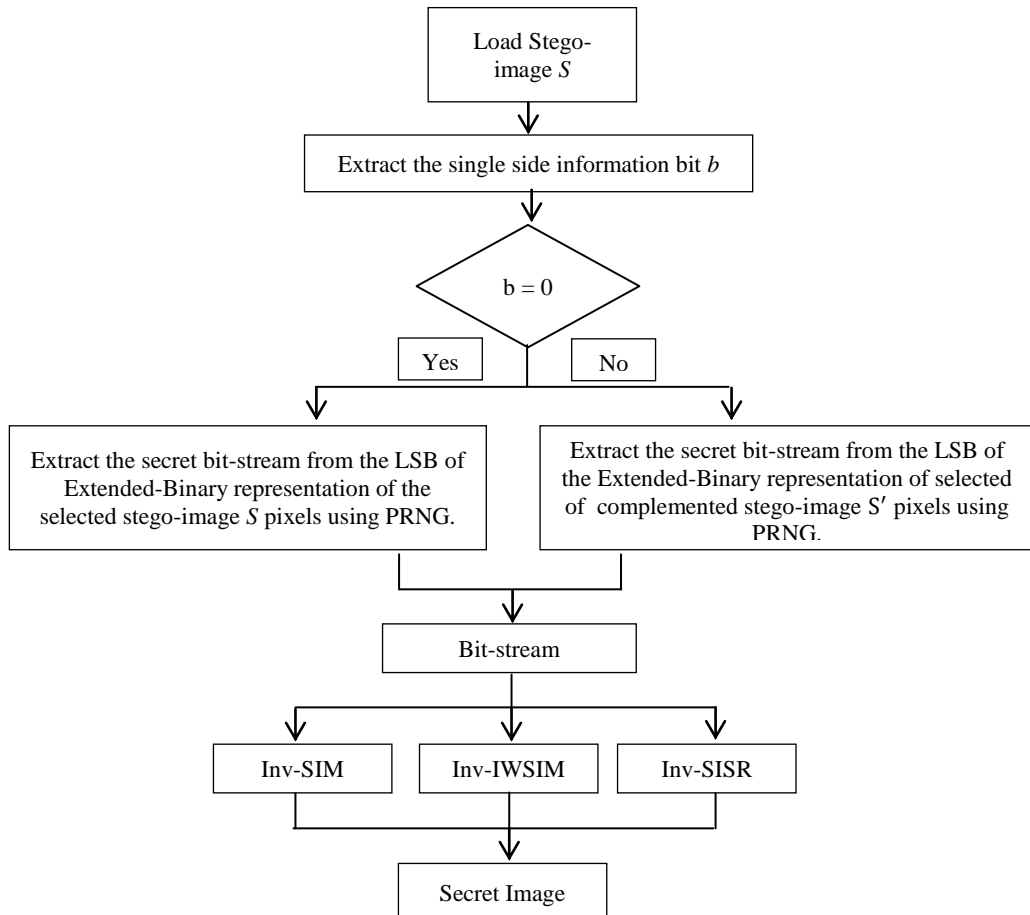 Load Stego-
image S
Extract the single side information bit b
b = 0
Yes
No
Extract the secret bit-stream from the LSB of
Extended-Binary representation of the
selected stego-image S pixels using PRNG.
Extract the secret bit-stream from the LSB of
the Extended-Binary representation of selected
of complemented stego-image S′ pixels using
PRNG.
Bit-stream
Inv-SIM
Inv-IWSIM
Inv-SISR
Secret Image